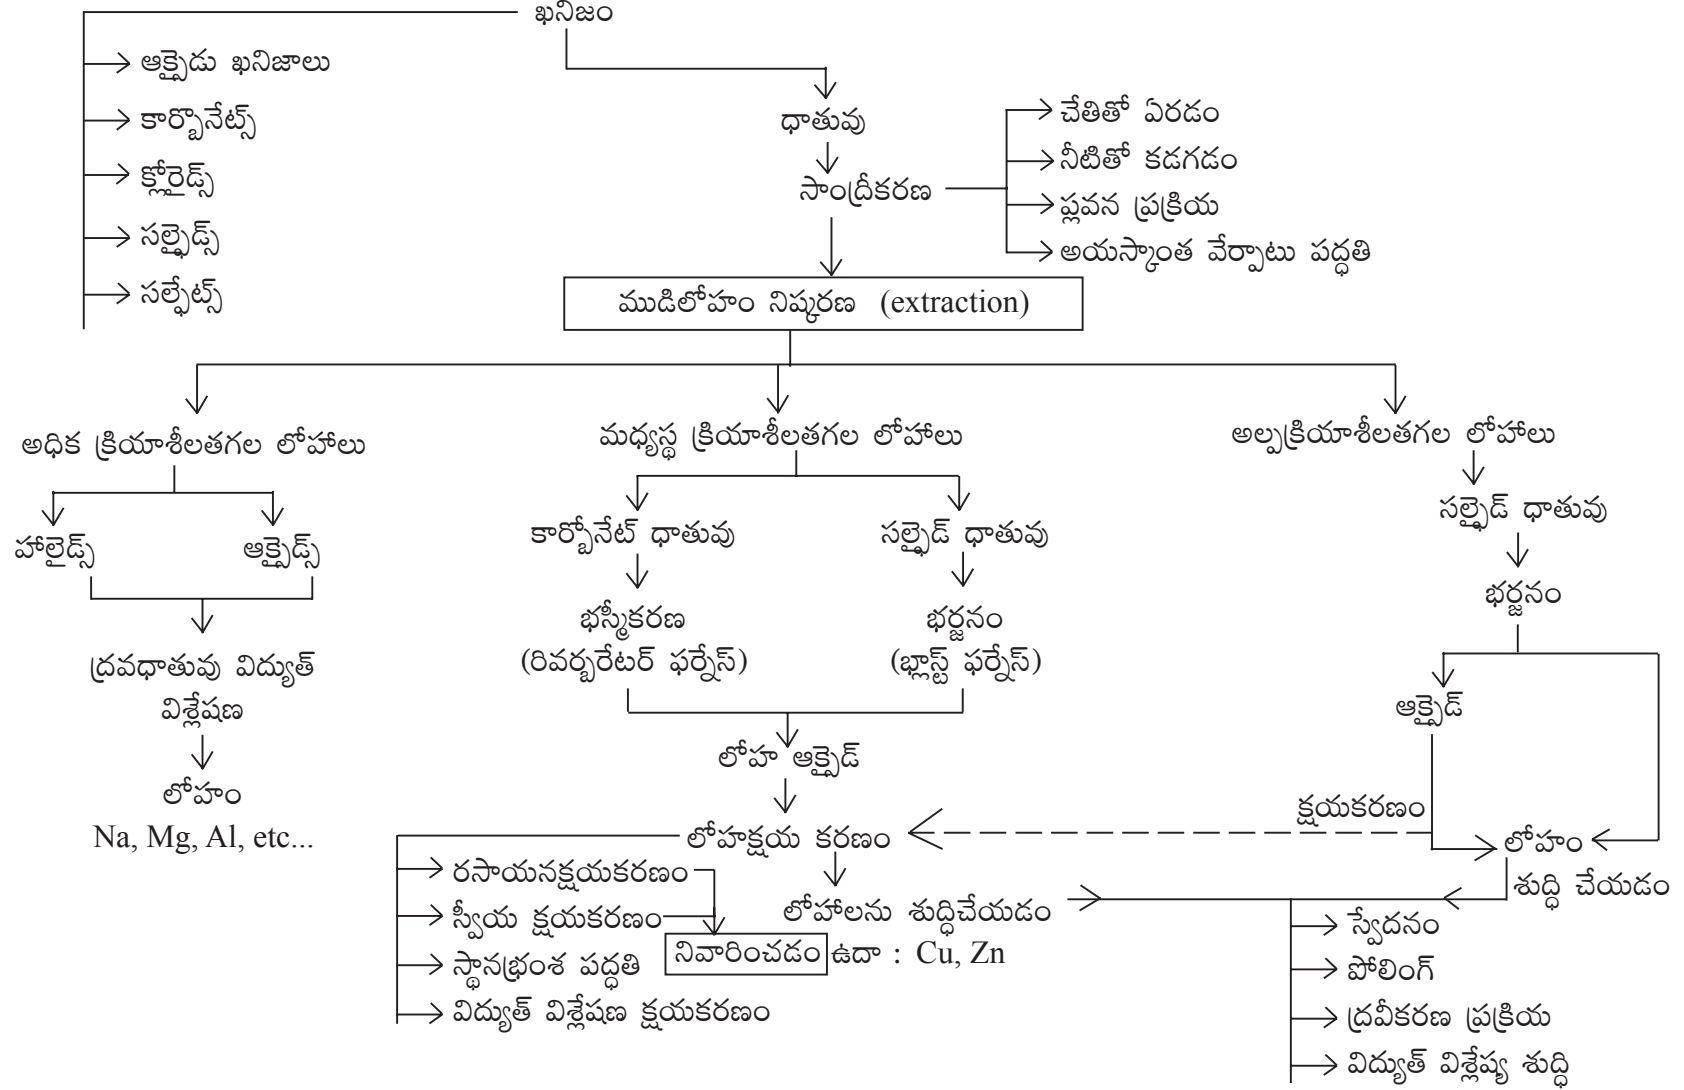 ఖనిజం
ఆక్సైడు ఖనిజాలు
కార్బొనేట్స్
క్లోరైడ్స్
సల్ఫైడ్స్
సల్ఫేట్స్
ధాతువు
సాంద్రీకరణ
చేతితో ఏరడం
నీటితో కడగడం
ప్లవన ప్రక్రియ
అయస్కాంత వేర్పాటు పద్ధతి
ముడిలోహం నిష్కరణ (extraction)
అధిక క్రియాశీలతగల లోహాలు
హాలైడ్స్ ఆక్సైడ్స్
ద్రవధాతువు విద్యుత్
విశ్లేషణ
లోహం
Na, Mg, Al, etc...
మధ్యస్థ క్రియాశీలతగల లోహాలు
కార్బోనేట్ ధాతువు సల్ఫైడ్ ధాతువు
భస్మీకరణ
(రివర్బరేటర్ ఫర్నేస్)
భర్జనం
(బ్లాస్ట్ ఫర్నేస్)
లోహ ఆక్సైడ్
లోహక్షయ కరణం
రసాయనక్షయకరణం
స్వీయ క్షయకరణం
స్థానభ్రంశ పద్ధతి
విద్యుత్ విశ్లేషణ క్షయకరణం
లోహాలను శుద్ధిచేయడం
నివారించడం ఉదా : Cu, Zn
అల్పక్రియాశీలతగల లోహాలు
సల్ఫైడ్ ధాతువు
భర్జనం
ఆక్సైడ్
క్షయకరణం
లోహం
శుద్ధి చేయడం
స్వేదనం
పోలింగ్
ద్రవీకరణ ప్రక్రియ
విద్యుత్ విశ్లేష్య శుద్ధి